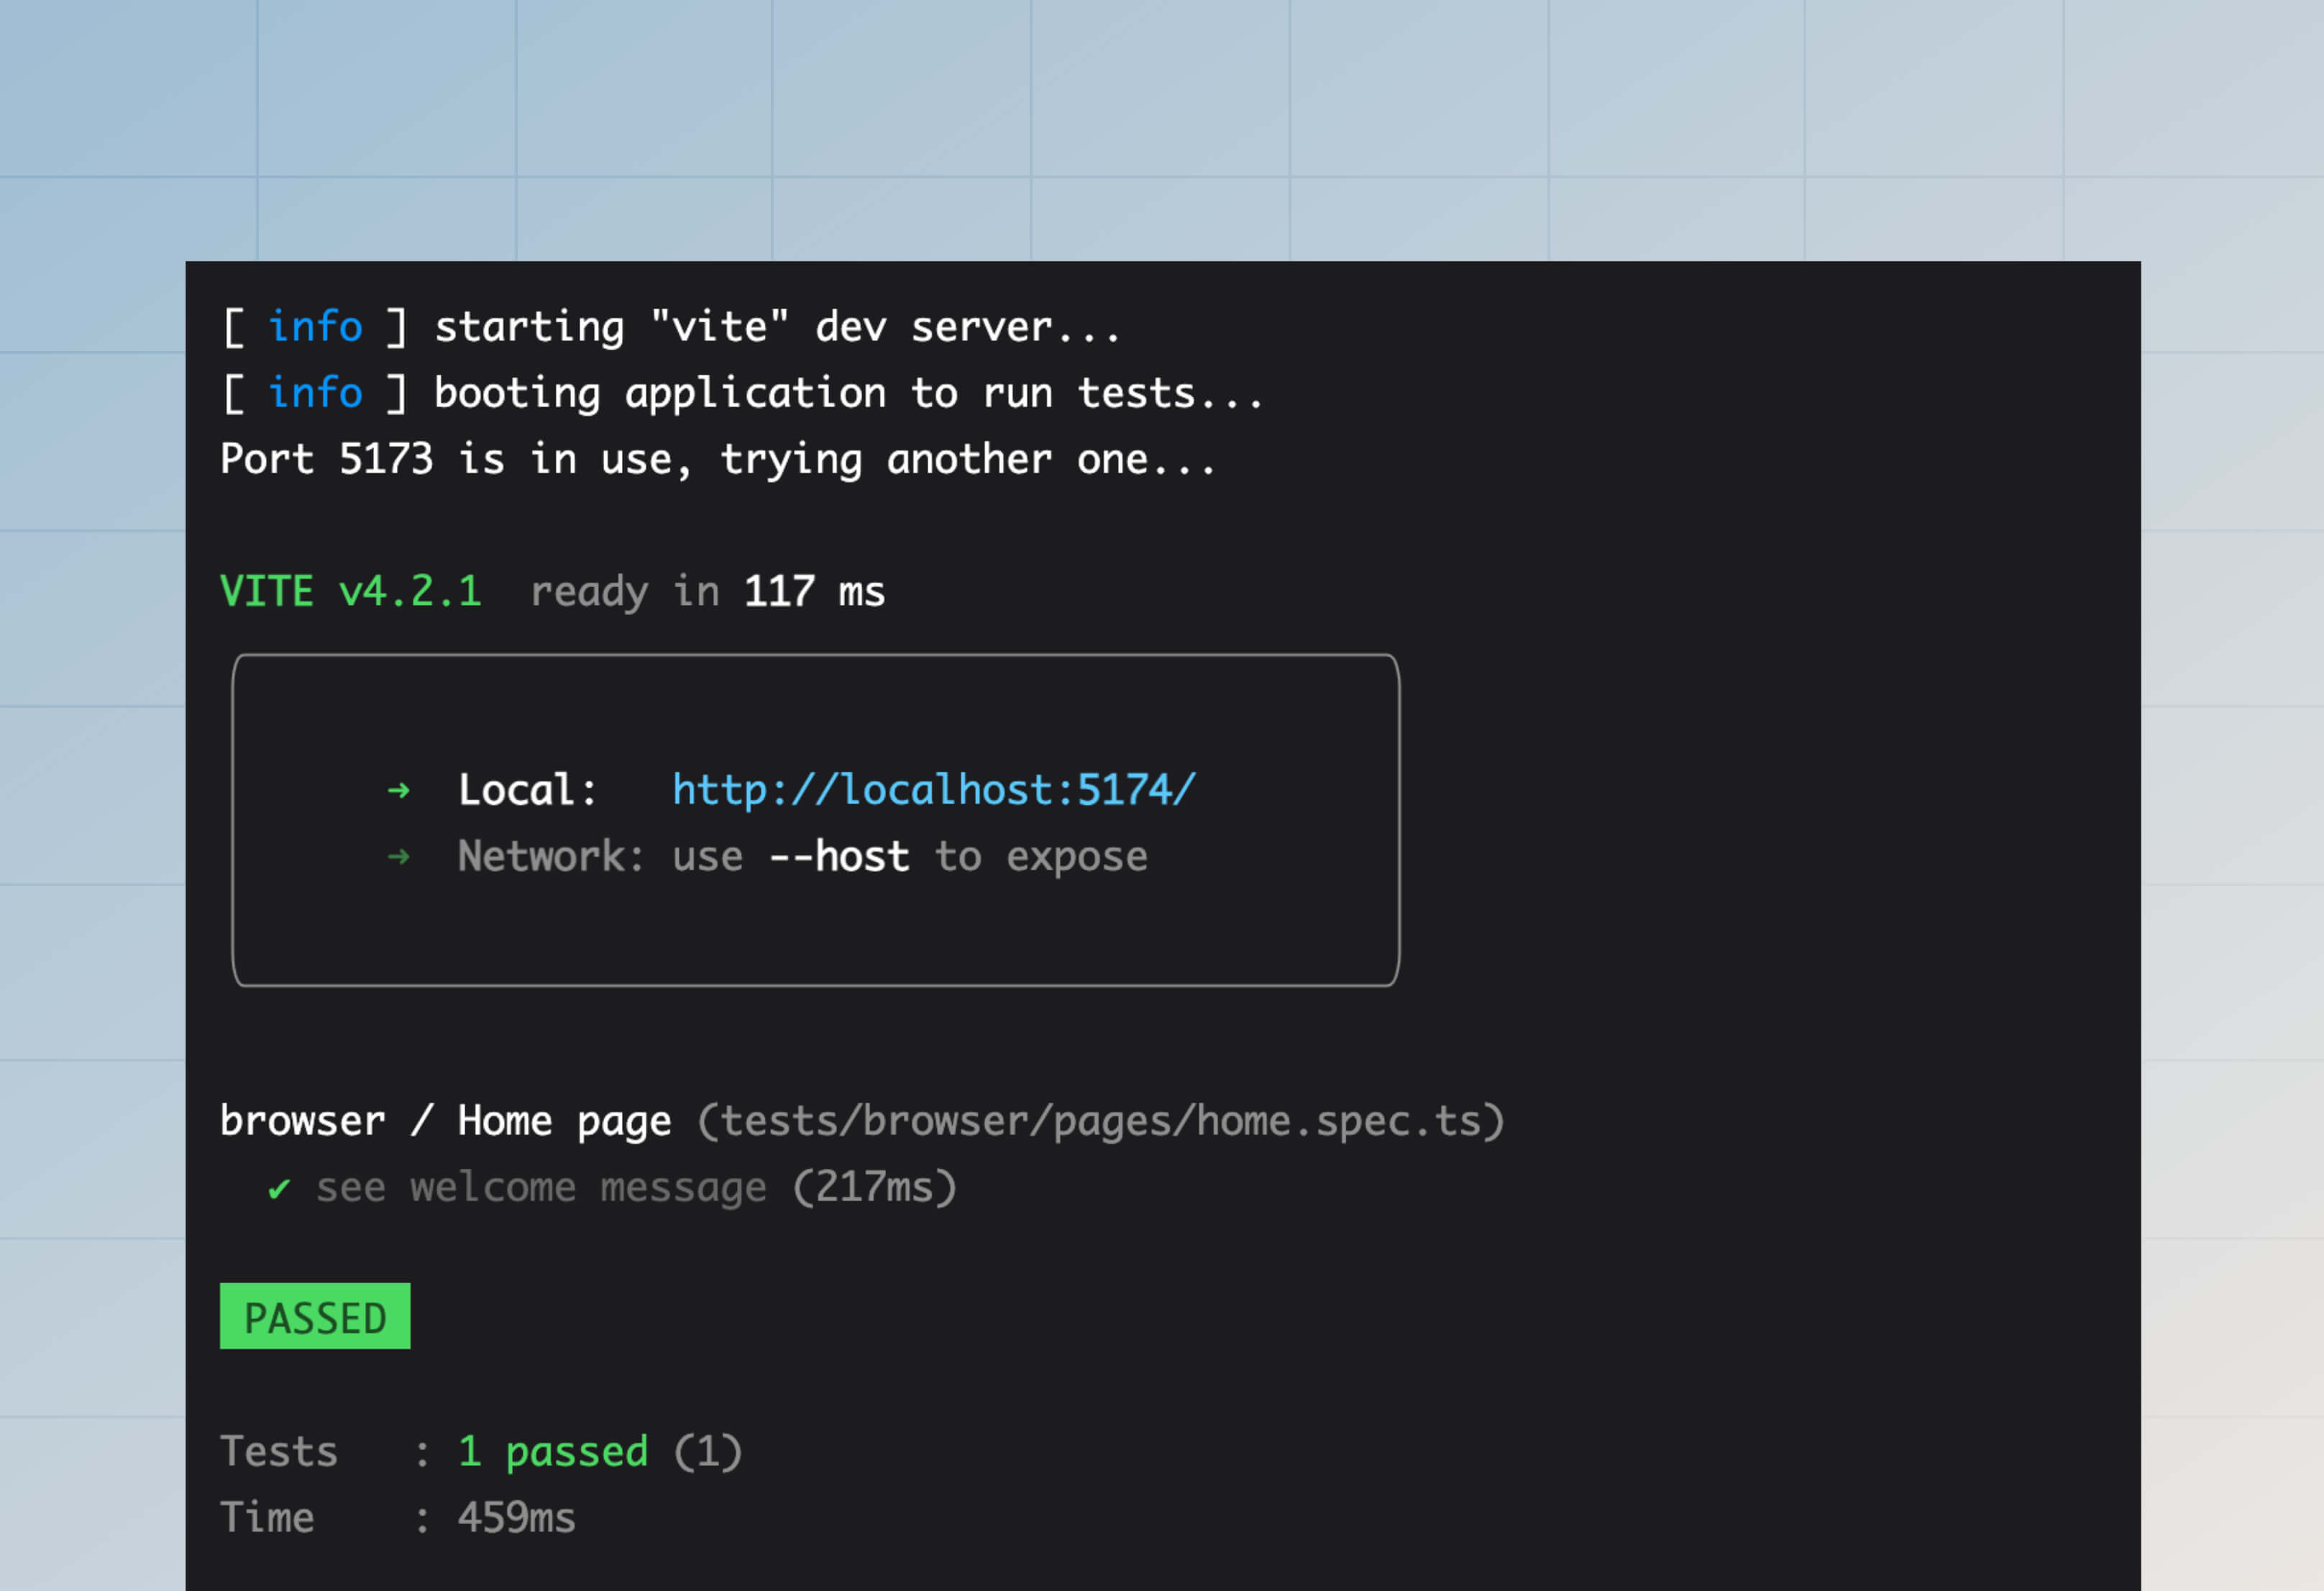 [ info ] starting "vite" dev server...
[ info ] booting application to run tests...
Port 5173 is in use, trying another one...
VITE v4.2.1  ready in 117 ms
➜  Local:   http://localhost:5174/
➜  Network: use --host to expose
browser / Home page (tests/browser/pages/home.spec.ts)
✔ see welcome message (217ms)
PASSED
Tests   : 1 passed (1)
Time    : 459ms